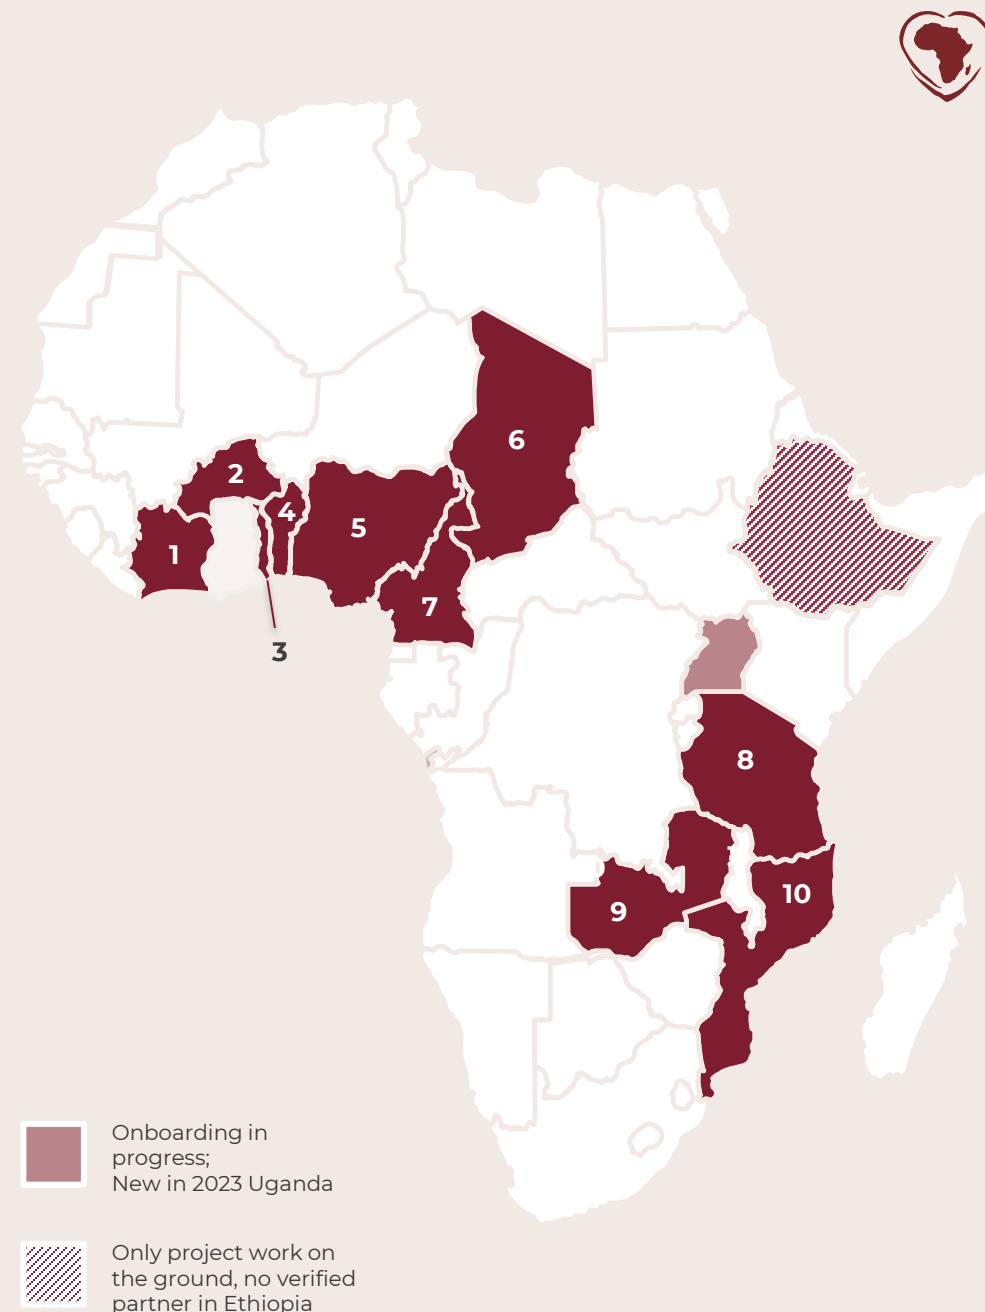 6
2
4
5
1
7
3
8
10
9
Onboarding in
progress;
New in 2023 Uganda
Only project work on
the ground, no verified
partner in Ethiopia